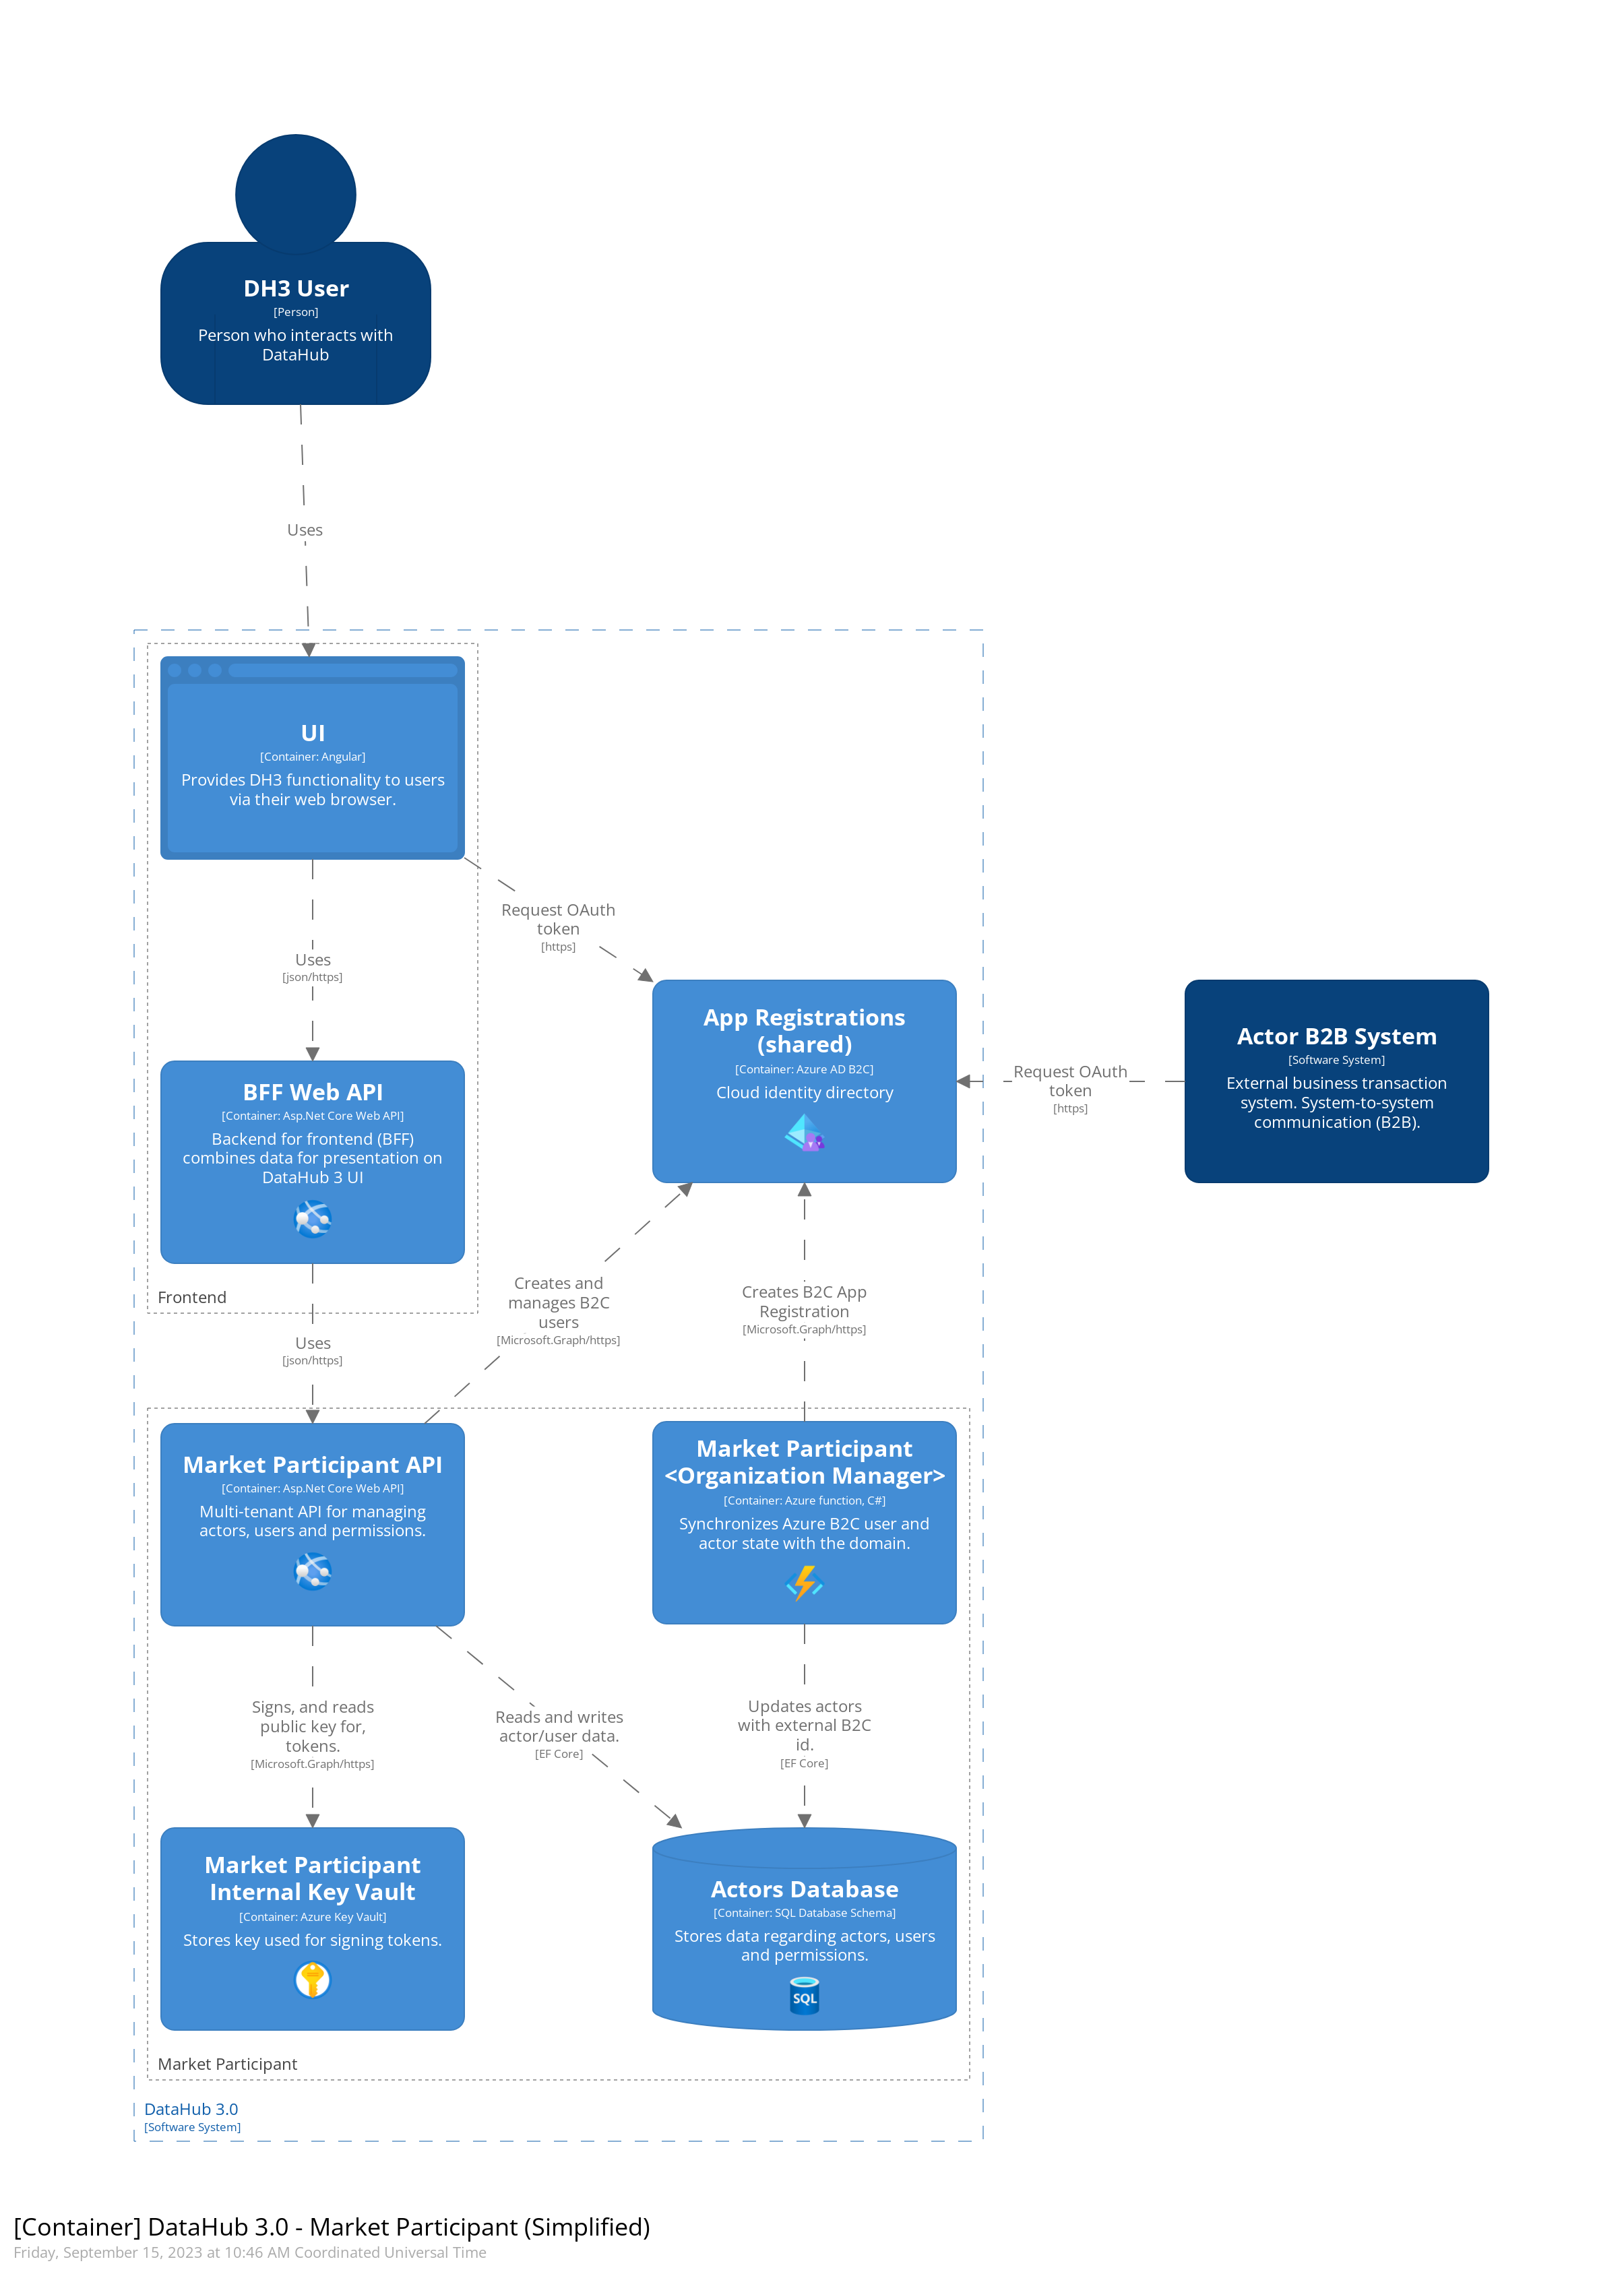 DH3 User
[Person]
Person who interacts with
DataHub
Uses
UI
[Container: Angular]
Provides DH3 functionality to users
via their web browser.
Request OAuth
token
[https]
Uses
[json/https]
App Registrations
(shared)
[Container: Azure AD B2C]
Cloud identity directory
Request OAuth
token
[https]
Actor B2B System
[Software System]
External business transaction
system. System-to-system
communication (B2B).
BFF Web API
[Container: Asp.Net Core Web API]
Backend for frontend (BFF)
combines data for presentation on
DataHub 3 UI
Frontend
Uses
[json/https]
Creates and
manages B2C
users
[Microsoft.Graph/https]
Creates B2C App
Registration
[Microsoft.Graph/https]
Market Participant API
[Container: Asp.Net Core Web API]
Multi-tenant API for managing
actors, users and permissions.
Market Participant
<Organization Manager>
[Container: Azure function, C#]
Synchronizes Azure B2C user and
actor state with the domain.
Signs, and reads
public key for,
tokens.
[Microsoft.Graph/https]
Reads and writes
actor/user data.
[EF Core]
Updates actors
with external B2C
id.
[EF Core]
Market Participant
Internal Key Vault
[Container: Azure Key Vault]
Stores key used for signing tokens.
Actors Database
[Container: SQL Database Schema]
Stores data regarding actors, users
and permissions.
SQL
Market Participant
DataHub 3.0
[Software System]
[Container] DataHub 3.0 - Market Participant (Simplified)
Friday, September 15, 2023 at 10:46 AM Coordinated Universal Time